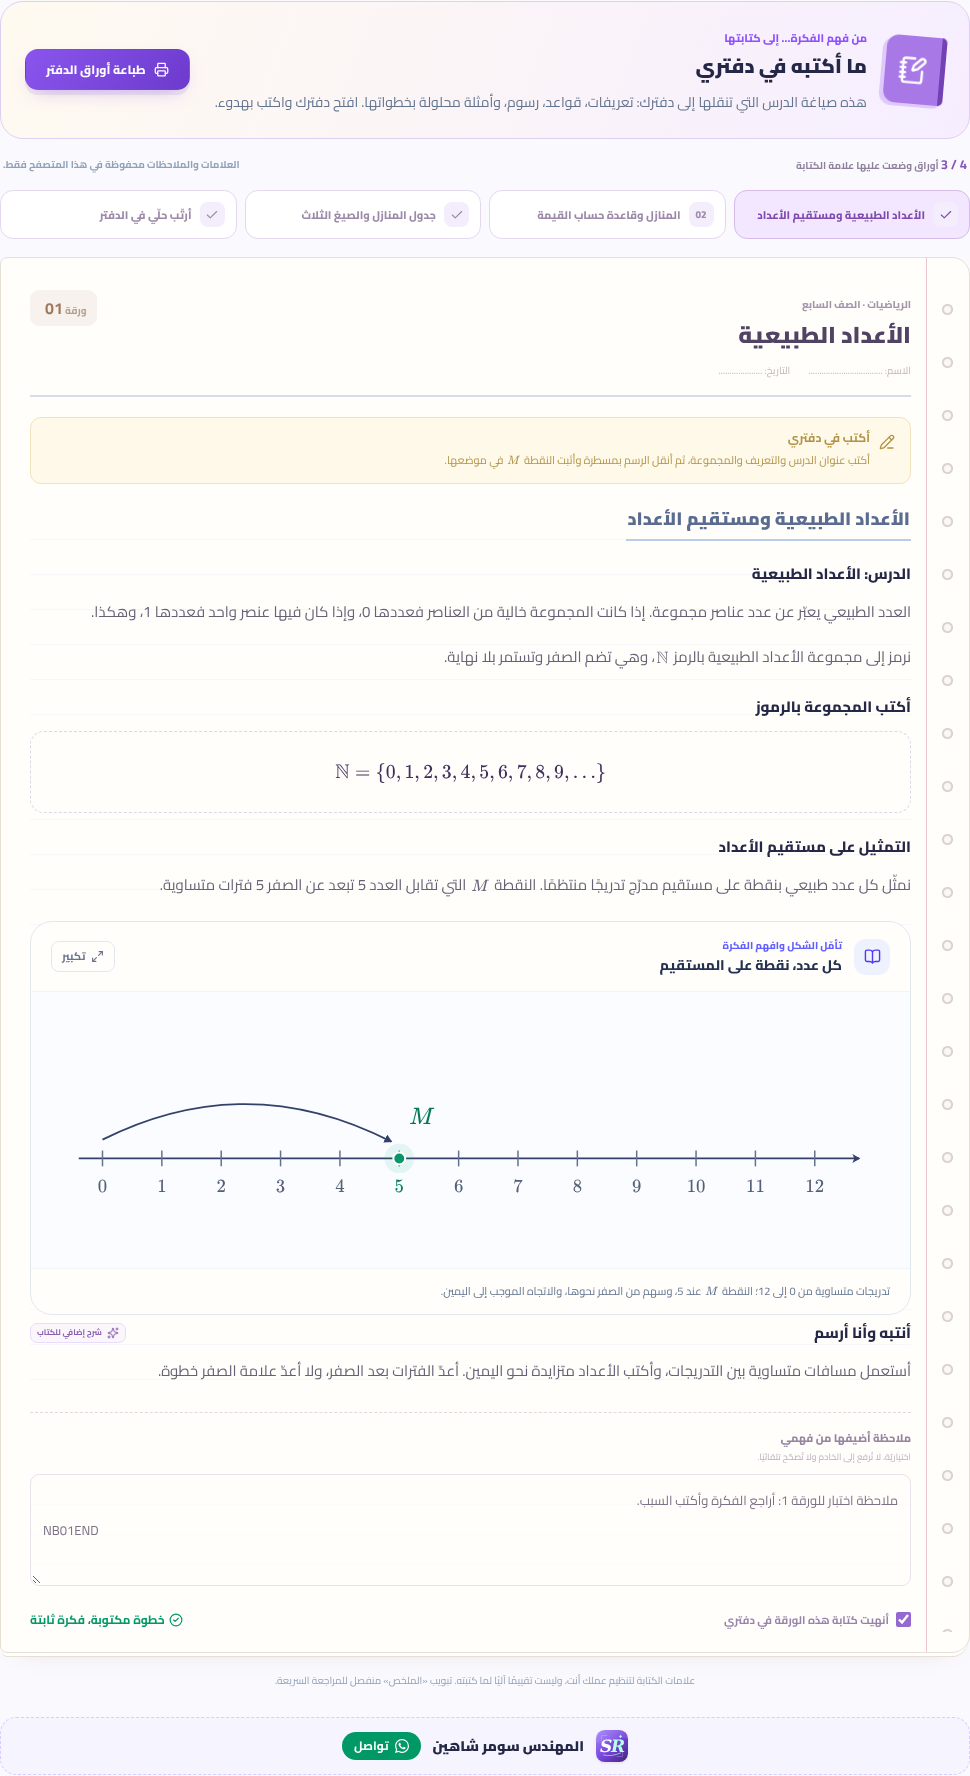 من فهم الفكرة... إلى كتابتها
ما أكتبه في دفتري
هذه صياغة الدرس التي تنقلها إلى دفترك: تعريفات، قواعد، رسوم، وأمثلة محلولة بخطواتها. افتح دفترك واكتب بهدوء.
طباعة أوراق الدفتر
3 / 4 أوراق وضعت عليها علامة الكتابة
العلامات والملاحظات محفوظة في هذا المتصفح فقط.
الأعداد الطبيعية ومستقيم الأعداد
02 المنازل وقاعدة حساب القيمة
جدول المنازل والصيغ الثلاث
أرتّب حلّي في الدفتر
الرياضيات · الصف السابع
ورقة 01
الأعداد الطبيعية
الاسم: ........................ التاريخ: ..............
أكتب في دفتري
أكتب عنوان الدرس والتعريف والمجموعة، ثم أنقل الرسم بمسطرة وأثبت النقطة M في موضعها.
الأعداد الطبيعية ومستقيم الأعداد
الدرس: الأعداد الطبيعية
العدد الطبيعي يعبّر عن عدد عناصر مجموعة. إذا كانت المجموعة خالية من العناصر فعددها 0، وإذا كان فيها عنصر واحد فعددها 1، وهكذا.
نرمز إلى مجموعة الأعداد الطبيعية بالرمز ℕ، وهي تضم الصفر وتستمر بلا نهاية.
أكتب المجموعة بالرموز
ℕ = {0, 1, 2, 3, 4, 5, 6, 7, 8, 9, . . .}
التمثيل على مستقيم الأعداد
نمثّل كل عدد طبيعي بنقطة على مستقيم مدرّج تدريجًا منتظمًا. النقطة M التي تقابل العدد 5 تبعد عن الصفر 5 فترات متساوية.
تأمّل الشكل وافهم الفكرة
كل عدد، نقطة على المستقيم
تكبير
M
0 1 2 3 4 5 6 7 8 9 10 11 12
تدريجات متساوية من 0 إلى 12؛ النقطة M عند 5، وسهم من الصفر نحوها، والاتجاه الموجب إلى اليمين.
أنتبه وأنا أرسم
شرح إضافي للكتاب
أستعمل مسافات متساوية بين التدريجات، وأكتب الأعداد متزايدة نحو اليمين. أعدّ الفترات بعد الصفر، ولا أعدّ علامة الصفر خطوة.
ملاحظة أضيفها من فهمي
اختيارية، لا تُرفع إلى الخادم ولا تُصحّح تلقائيًا.
ملاحظة اختبار للورقة 1: أراجع الفكرة وأكتب السبب.
NB01END
أنهيت كتابة هذه الورقة في دفتري
خطوة مكتوبة، فكرة ثابتة
علامات الكتابة لتنظيم عملك أنت، وليست تقييمًا آليًا لما كتبته. تبويب «الملخص» منفصل للمراجعة السريعة.
SR المهندس سومر شاهين
تواصل